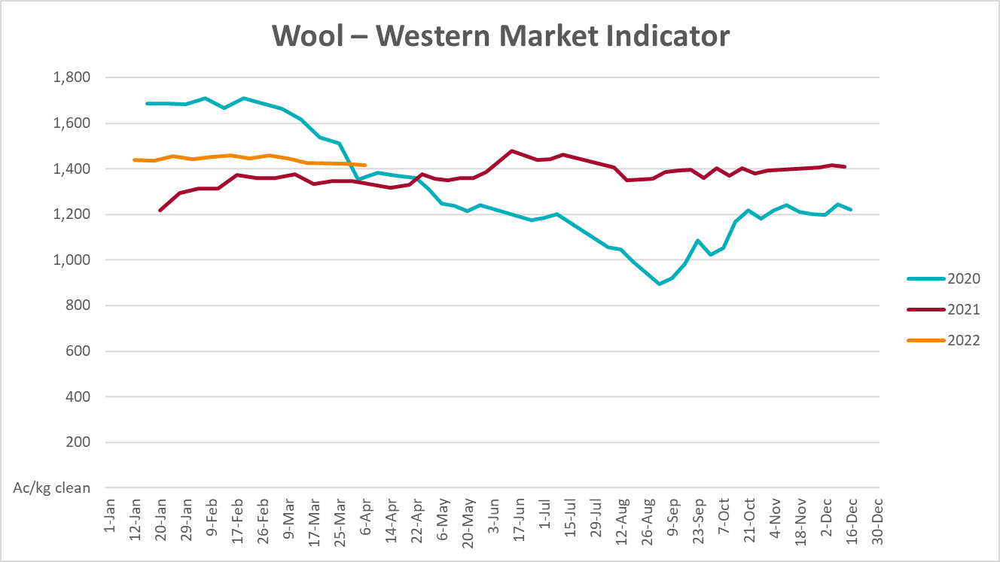 Wool – Western Market Indicator
1,800
1,600
1,400
1,200
1,000
800
600
400
200
Ac/kg clean
1-Jan
12-Jan
20-Jan
29-Jan
9-Feb
17-Feb
26-Feb
9-Mar
17-Mar
25-Mar
6-Apr
14-Apr
22-Apr
6-May
20-May
3-Jun
17-Jun
1-Jul
15-Jul
29-Jul
12-Aug
26-Aug
9-Sep
23-Sep
7-Oct
21-Oct
4-Nov
18-Nov
2-Dec
16-Dec
30-Dec
2020
2021
2022